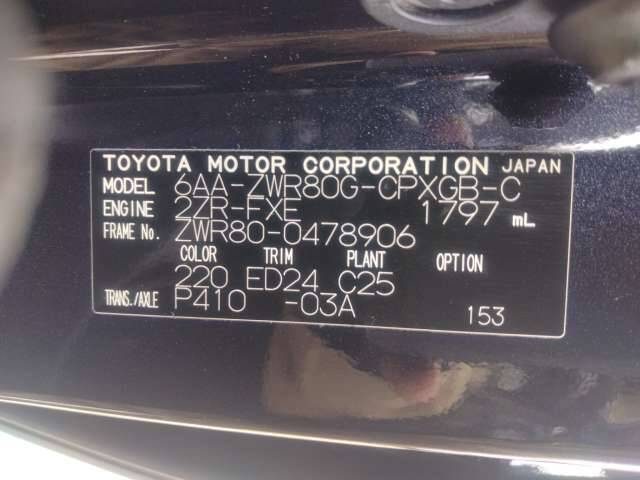 TOYOTA MOTOR CORPORATION JAPAN
MODEL 6AA-ZWR80G-CPXGB-C
ENGINE 2ZR-FXE 1797 mL
FRAME No. ZWR80-0478906
COLOR TRIM PLANT OPTION
220 ED24 C25
TRANS./AXLE P410 -03A 153